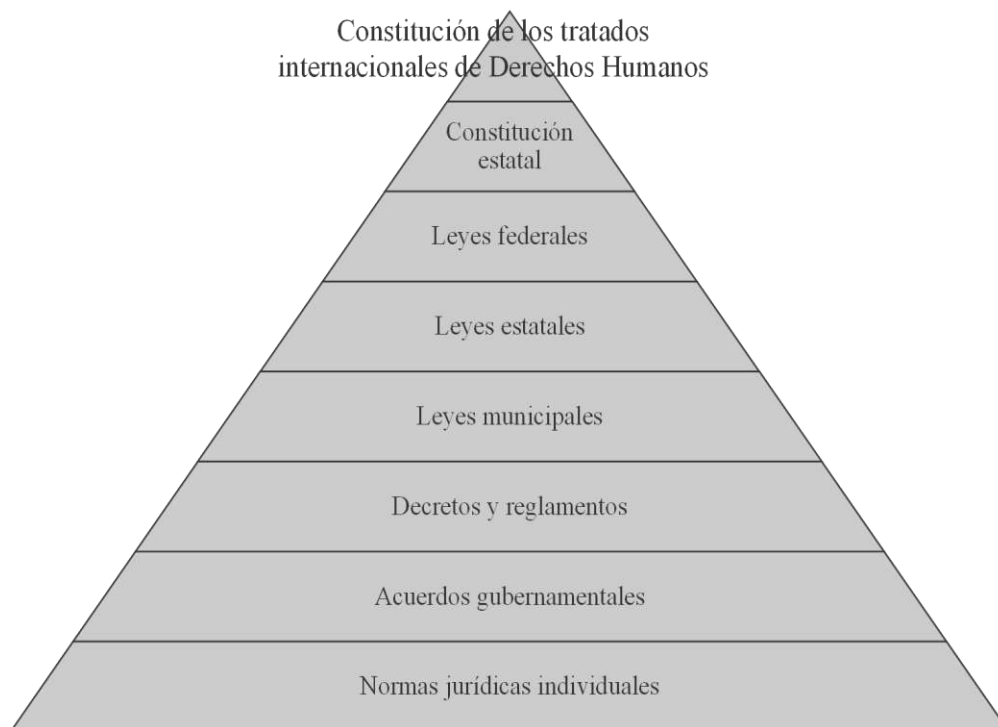 Constitución de los tratados
internacionales de Derechos Humanos
Constitución
estatal
Leyes federales
Leyes estatales
Leyes municipales
Decretos y reglamentos
Acuerdos gubernamentales
Normas jurídicas individuales